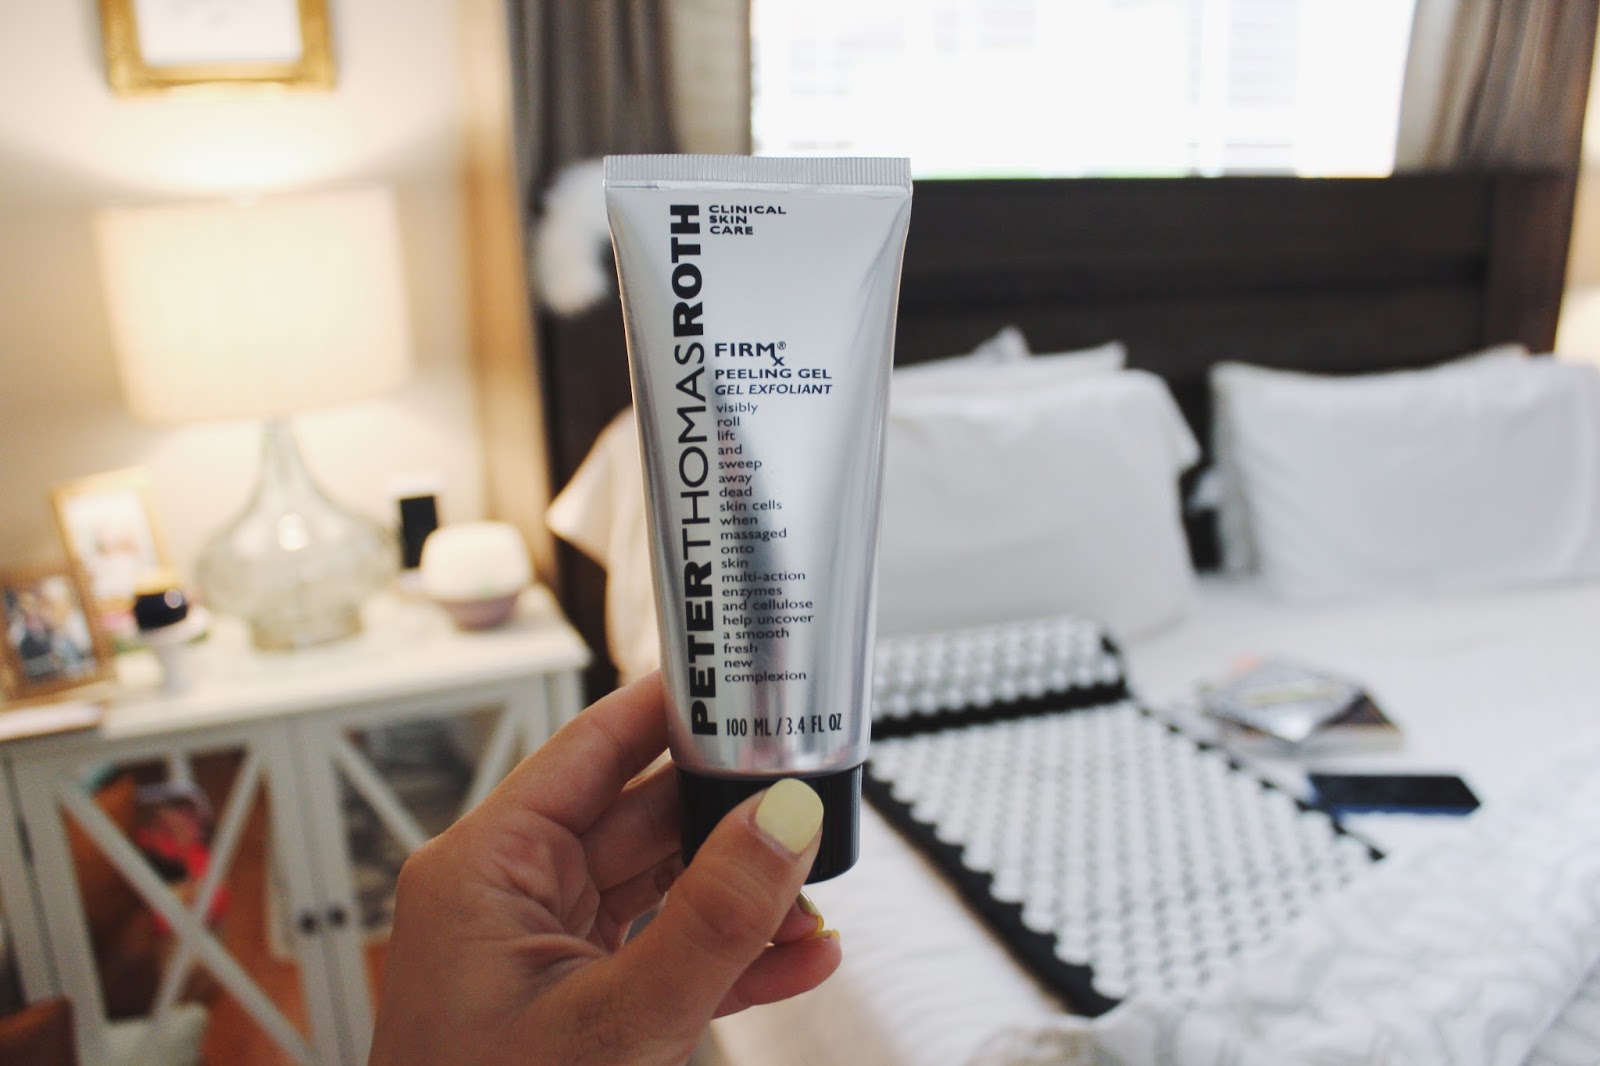 PETERTHOMASROTH
CLINICAL
SKIN
CARE
FIRMx®
PEELING GEL
GEL EXFOLIANT
visibly
roll
lift
and
sweep
away
dead
skin cells
when
massaged
onto
skin
multi-action
enzymes
and cellulose
help uncover
a smooth
fresh
new
complexion
100 ML / 3.4 FL OZ